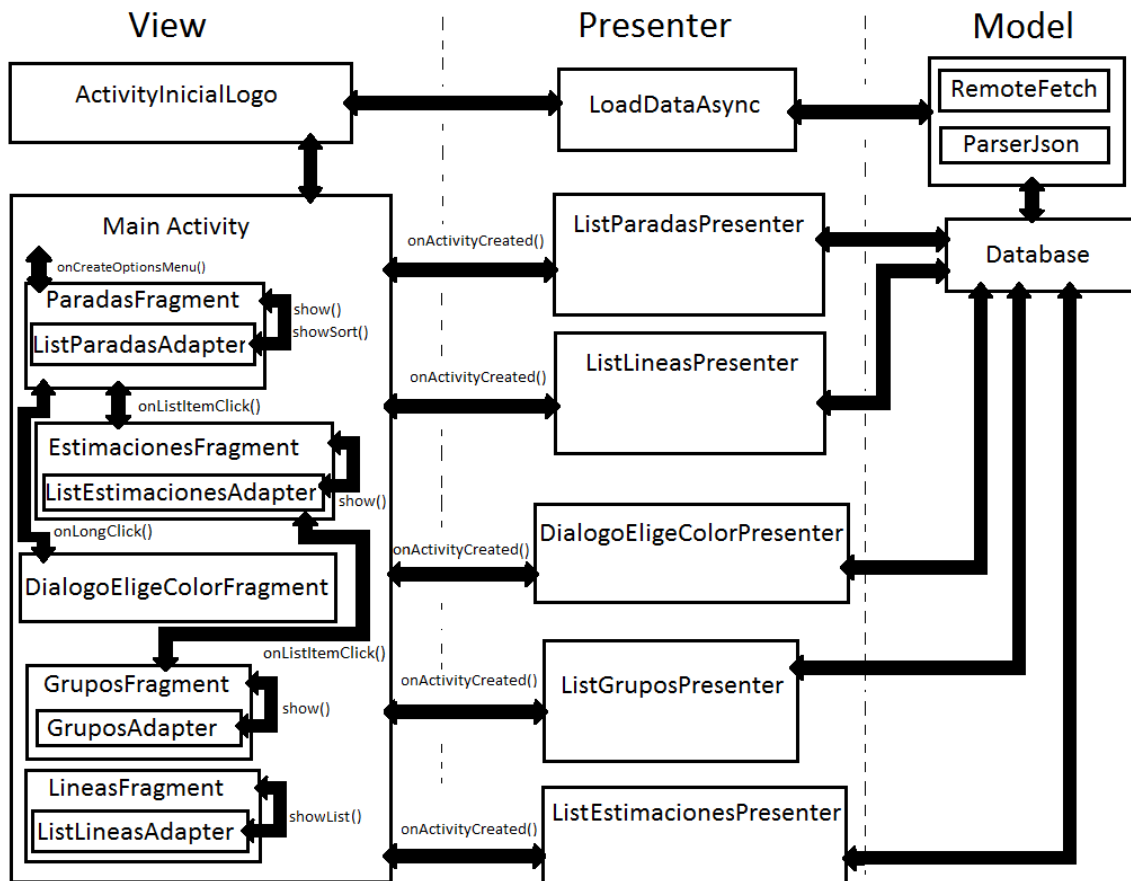 View
Presenter
Model
ActivityInicialLogo
LoadDataAsync
RemoteFetch
ParserJson
Main Activity
onCreateOptionsMenu()
ParadasFragment
ListParadasAdapter
show()
showSort()
onListItemClick()
EstimacionesFragment
ListEstimacionesAdapter
show()
onLongClick()
DialogoEligeColorFragment
onListItemClick()
GruposFragment
GruposAdapter
show()
LineasFragment
ListLineasAdapter
showList()
onActivityCreated()
ListParadasPresenter
Database
onActivityCreated()
ListLineasPresenter
onActivityCreated()
DialogoEligeColorPresenter
onActivityCreated()
ListGruposPresenter
onActivityCreated()
ListEstimacionesPresenter